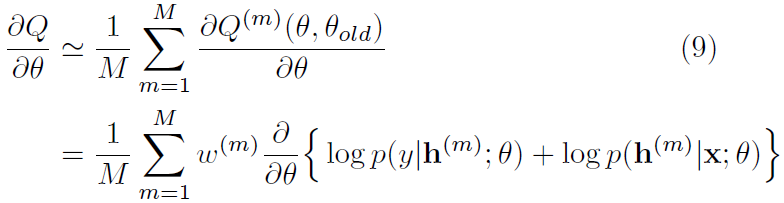 ∂Q/∂θ ≃ 1/M ∑_{m=1}^{M} ∂Q^{(m)}(θ, θ_{old})/∂θ (9)
= 1/M ∑_{m=1}^{M} w^{(m)} ∂/∂θ { log p(y|𝐡^{(m)}; θ) + log p(𝐡^{(m)}|𝐱; θ) }